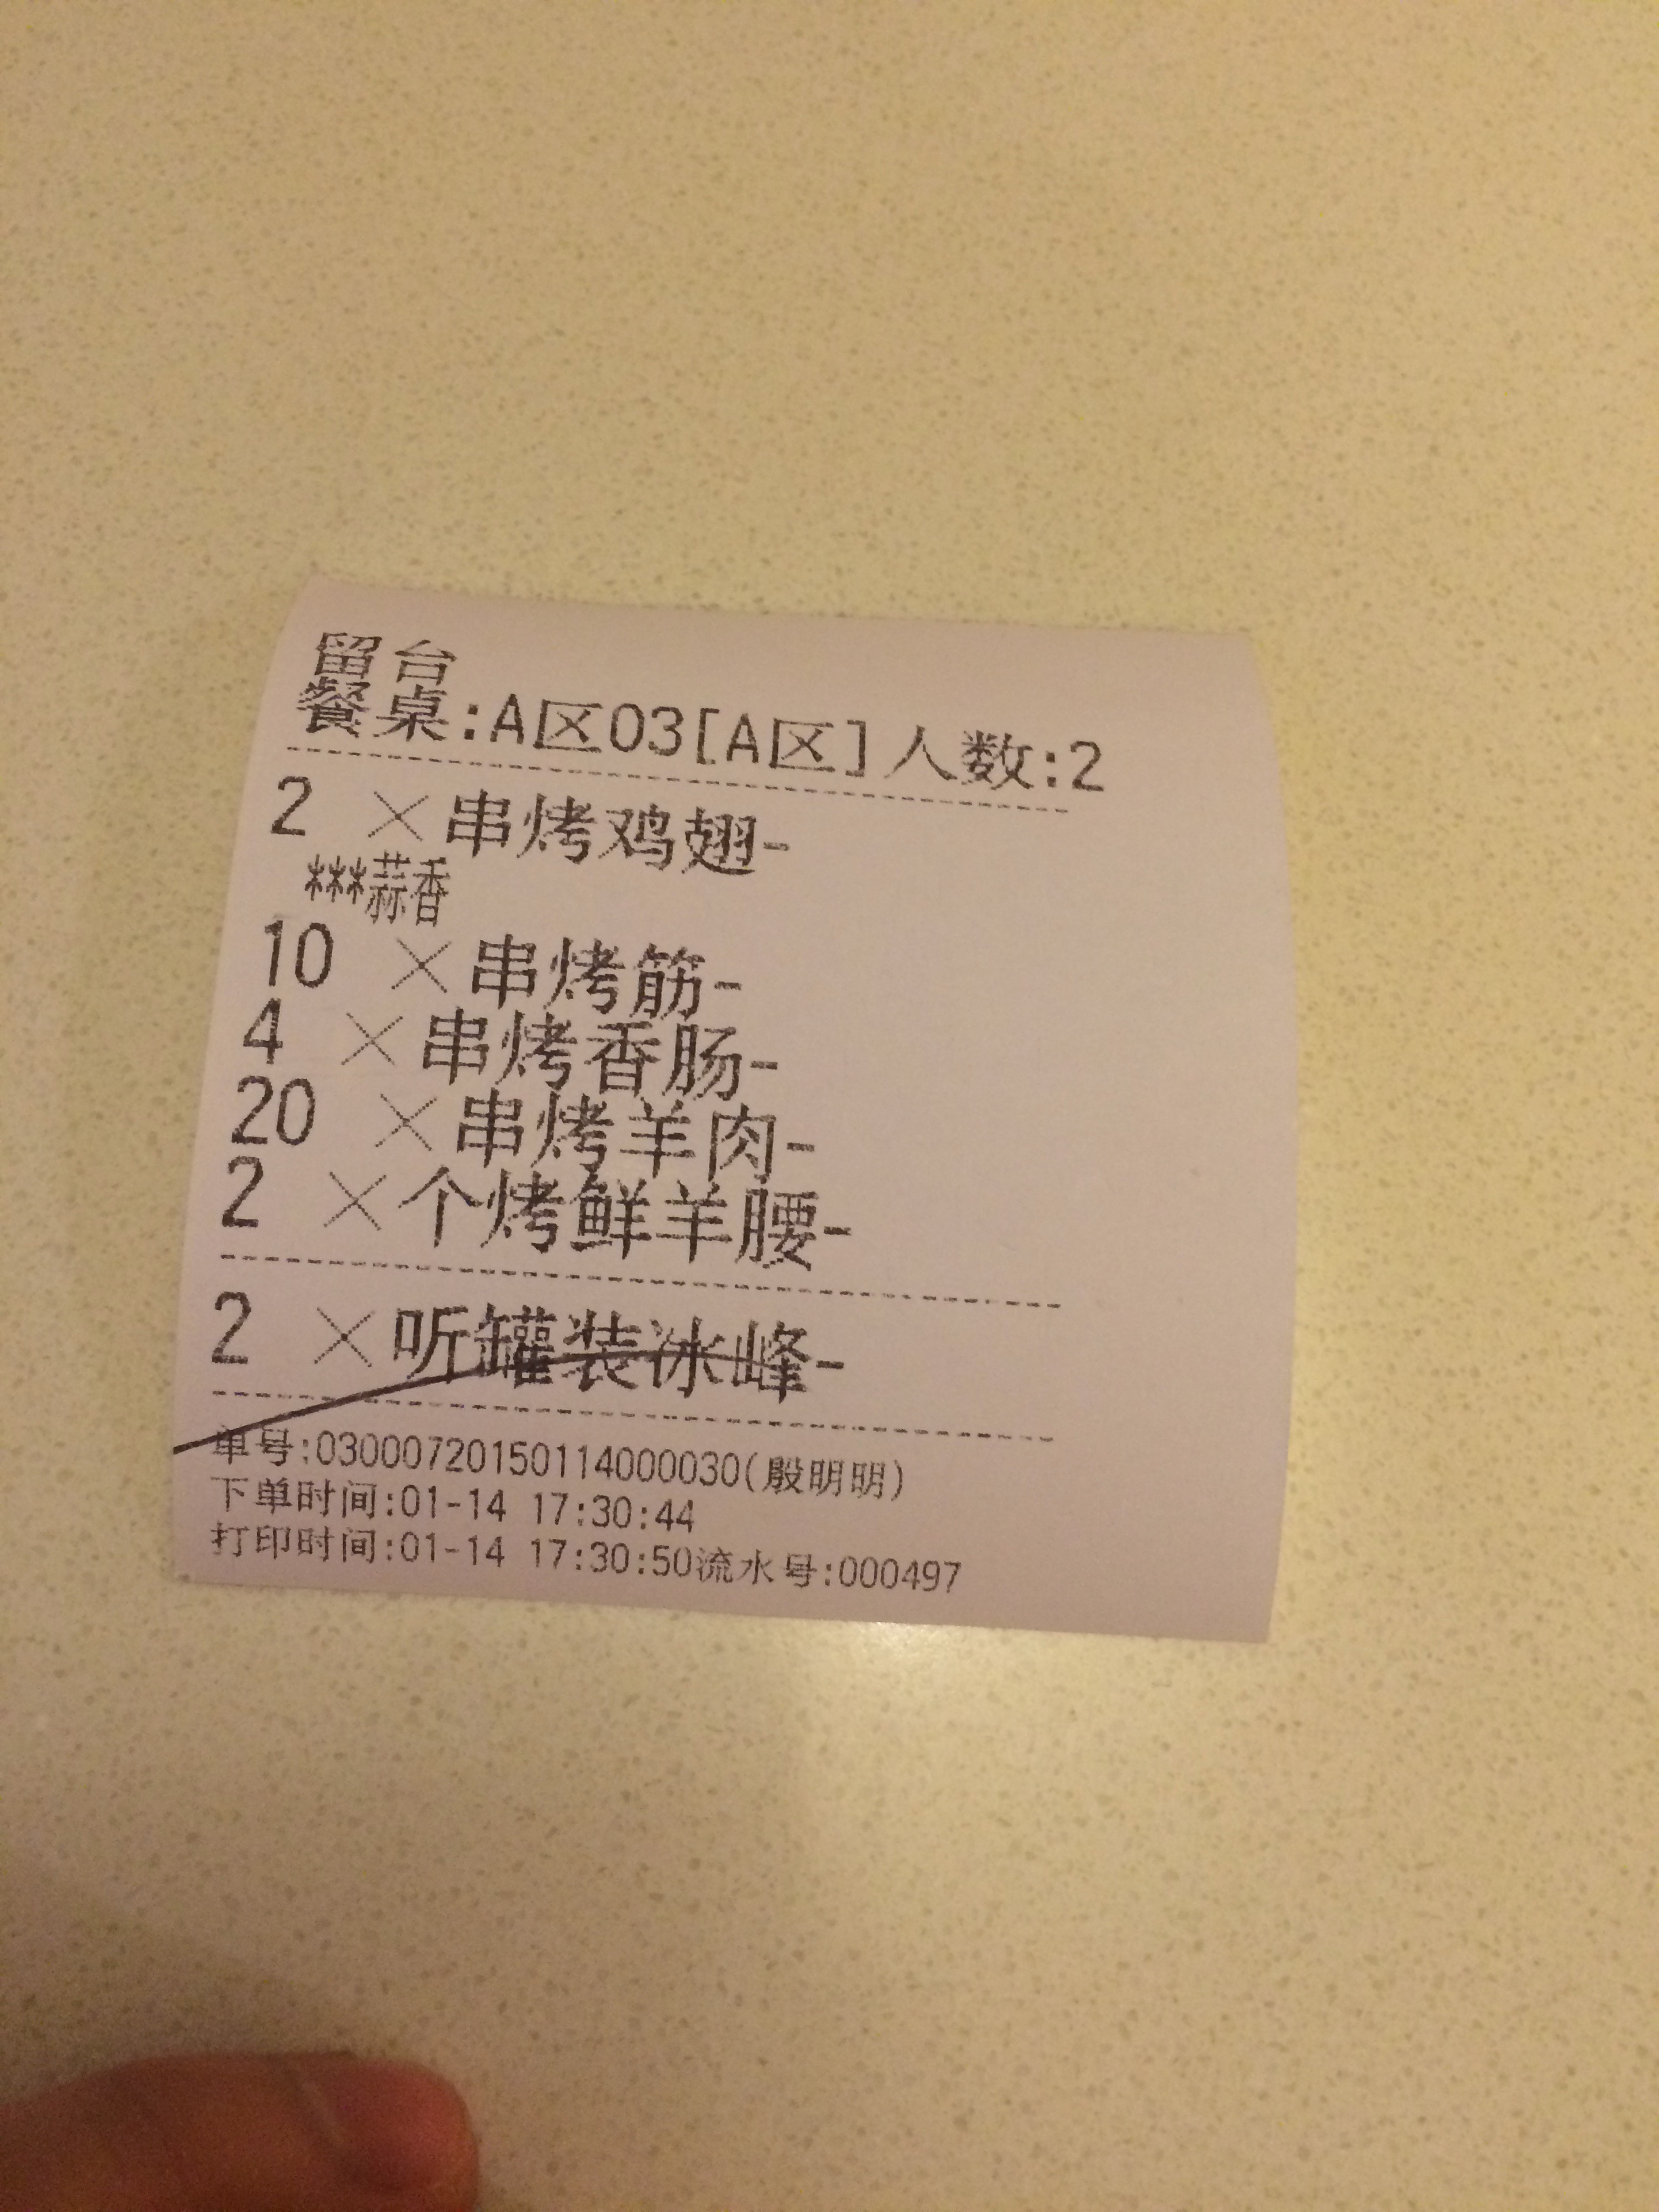 留台
餐桌:A区03[A区]人数:2
2 ×串烤鸡翅-
***蒜香
10 ×串烤筋-
4 ×串烤香肠-
20 ×串烤羊肉-
2 ×个烤鲜羊腰-
2 ×听罐装冰峰-
单号:03000720150114000030(殷明明)
下单时间:01-14 17:30:44
打印时间:01-14 17:30:50流水号:000497